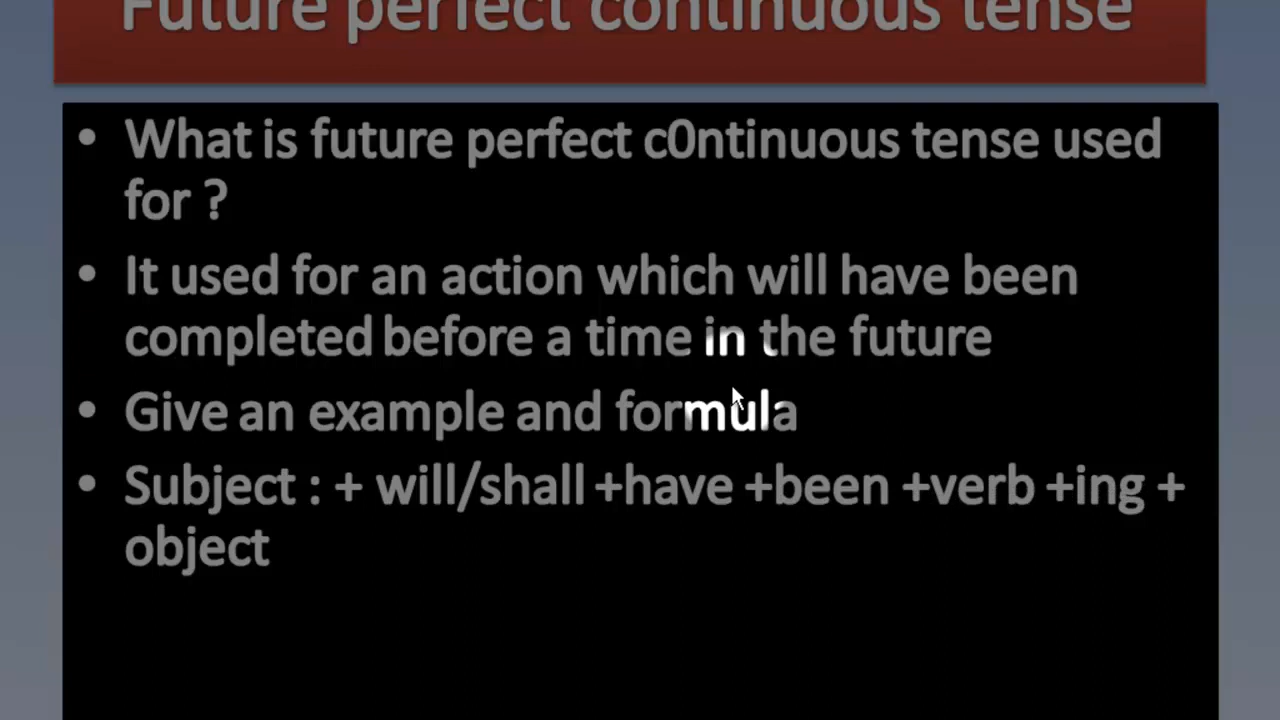 Future perfect continuous tense
• What is future perfect c0ntinuous tense used
for ?
• It used for an action which will have been
completed before a time in the future
• Give an example and formula
• Subject : + will/shall +have +been +verb +ing +
object